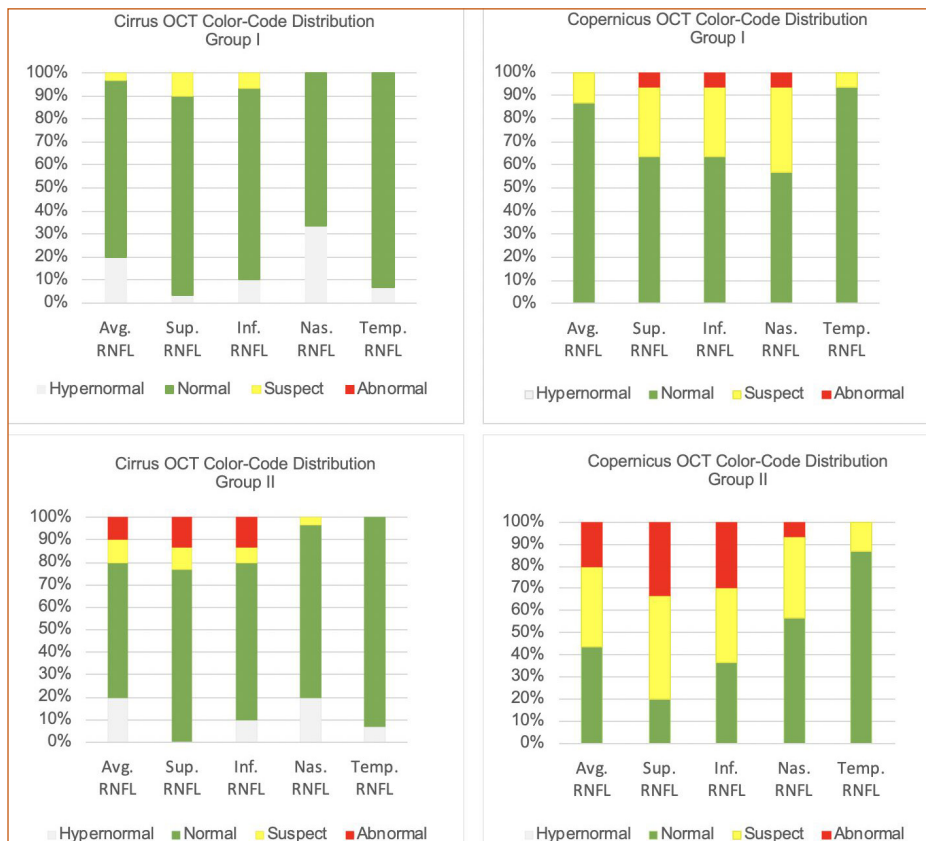 Cirrus OCT Color-Code Distribution
Group I
100%
90%
80%
70%
60%
50%
40%
30%
20%
10%
0%
Avg. Sup. Inf. Nas. Temp.
RNFL RNFL RNFL RNFL RNFL
Hypernormal Normal Suspect Abnormal
Copernicus OCT Color-Code Distribution
Group I
100%
90%
80%
70%
60%
50%
40%
30%
20%
10%
0%
Avg. Sup. Inf. Nas. Temp.
RNFL RNFL RNFL RNFL RNFL
Hypernormal Normal Suspect Abnormal
Cirrus OCT Color-Code Distribution
Group II
100%
90%
80%
70%
60%
50%
40%
30%
20%
10%
0%
Avg. Sup. Inf. Nas. Temp.
RNFL RNFL RNFL RNFL RNFL
Hypernormal Normal Suspect Abnormal
Copernicus OCT Color-Code Distribution
Group II
100%
90%
80%
70%
60%
50%
40%
30%
20%
10%
0%
Avg. Sup. Inf. Nas. Temp.
RNFL RNFL RNFL RNFL RNFL
Hypernormal Normal Suspect Abnormal